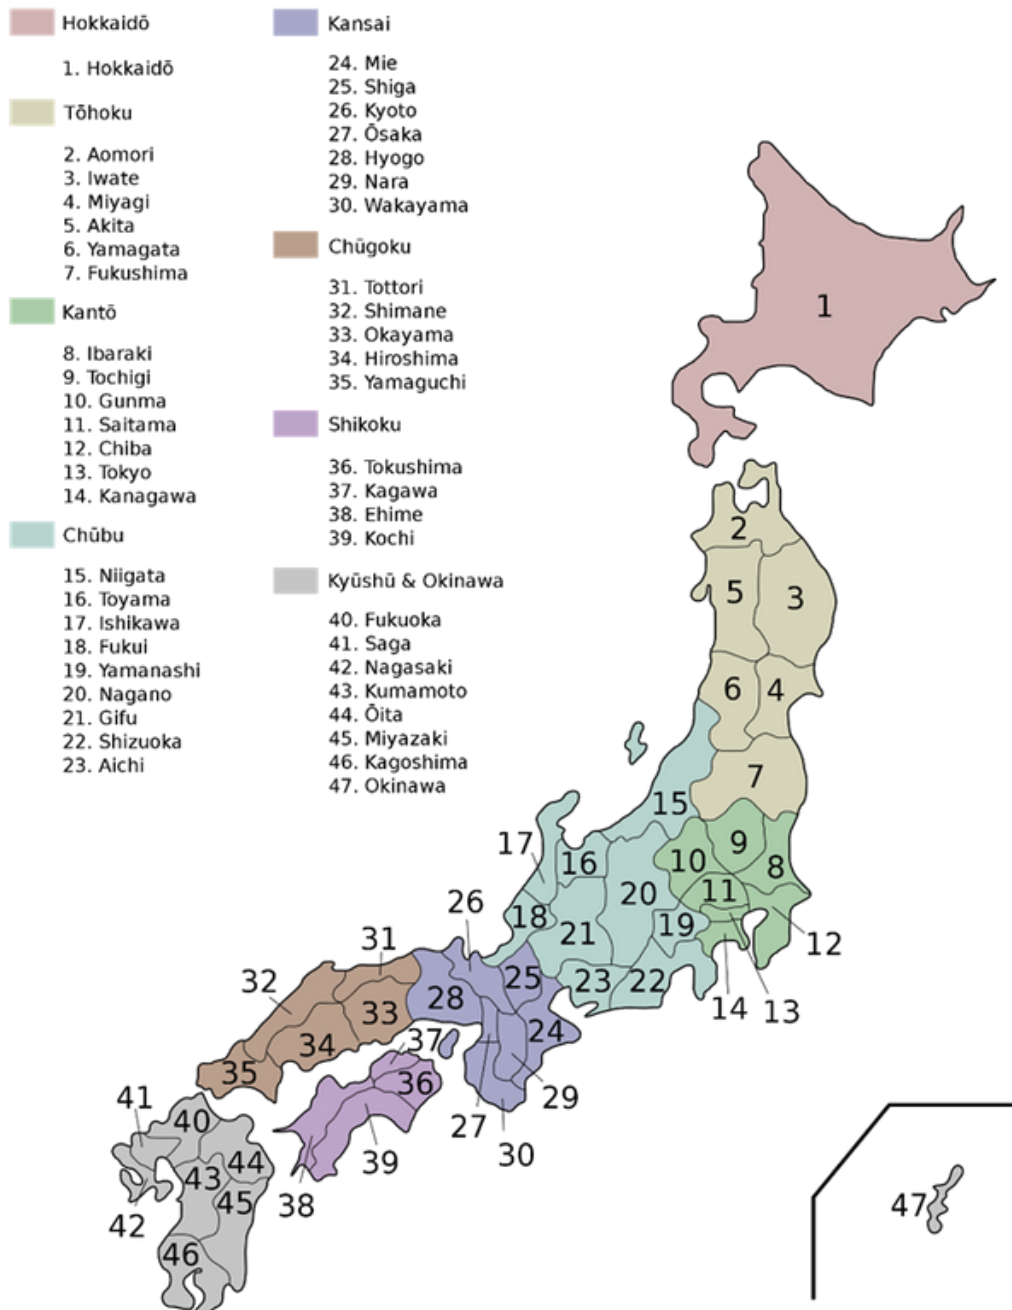 Hokkaidō
1. Hokkaidō
Tōhoku
2. Aomori
3. Iwate
4. Miyagi
5. Akita
6. Yamagata
7. Fukushima
Kantō
8. Ibaraki
9. Tochigi
10. Gunma
11. Saitama
12. Chiba
13. Tokyo
14. Kanagawa
Chūbu
15. Niigata
16. Toyama
17. Ishikawa
18. Fukui
19. Yamanashi
20. Nagano
21. Gifu
22. Shizuoka
23. Aichi
Kansai
24. Mie
25. Shiga
26. Kyoto
27. Ōsaka
28. Hyogo
29. Nara
30. Wakayama
Chūgoku
31. Tottori
32. Shimane
33. Okayama
34. Hiroshima
35. Yamaguchi
Shikoku
36. Tokushima
37. Kagawa
38. Ehime
39. Kochi
Kyūshū & Okinawa
40. Fukuoka
41. Saga
42. Nagasaki
43. Kumamoto
44. Ōita
45. Miyazaki
46. Kagoshima
47. Okinawa
1
2
5
3
6
4
7
15
9
17
16
10
8
20
11
26
18
21
19
12
31
32
28
25
23
22
14
13
33
34
24
37
35
36
41
40
27
29
39
30
44
43
42
38
45
46
47